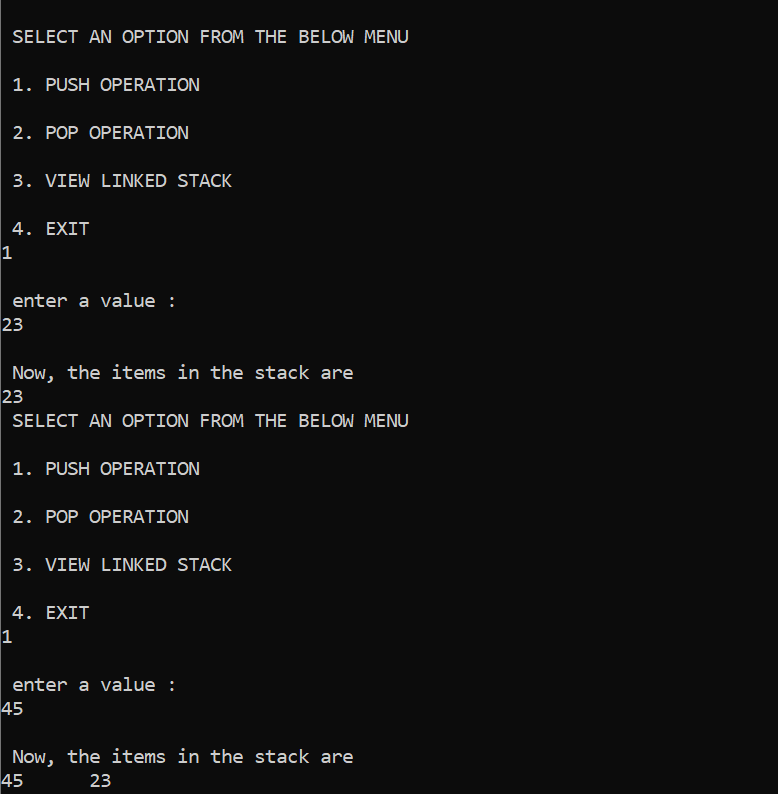 SELECT AN OPTION FROM THE BELOW MENU
1. PUSH OPERATION
2. POP OPERATION
3. VIEW LINKED STACK
4. EXIT
1
enter a value :
23
Now, the items in the stack are
23
SELECT AN OPTION FROM THE BELOW MENU
1. PUSH OPERATION
2. POP OPERATION
3. VIEW LINKED STACK
4. EXIT
1
enter a value :
45
Now, the items in the stack are
45      23